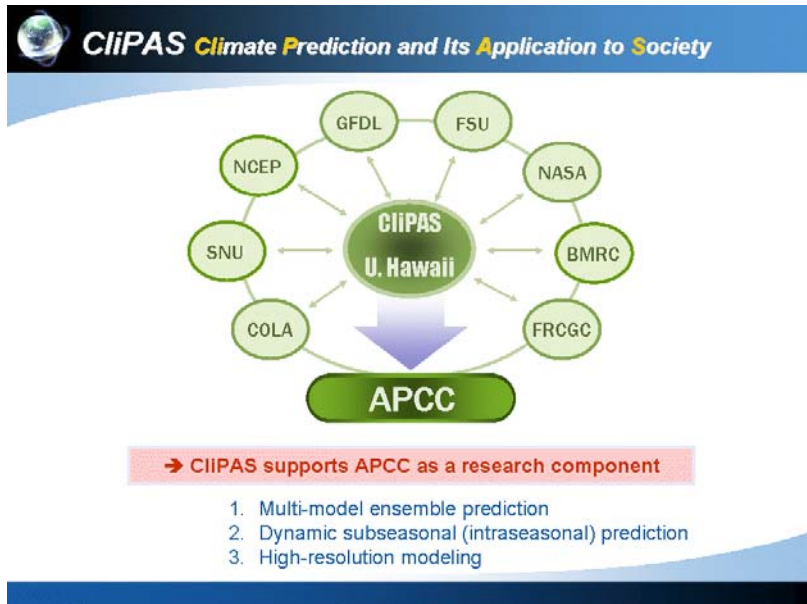 CliPAS Climate Prediction and Its Application to Society
GFDL
FSU
NCEP
NASA
CliPAS
U. Hawaii
SNU
BMRC
COLA
FRCGC
APCC
➔ CliPAS supports APCC as a research component
1. Multi-model ensemble prediction
2. Dynamic subseasonal (intraseasonal) prediction
3. High-resolution modeling